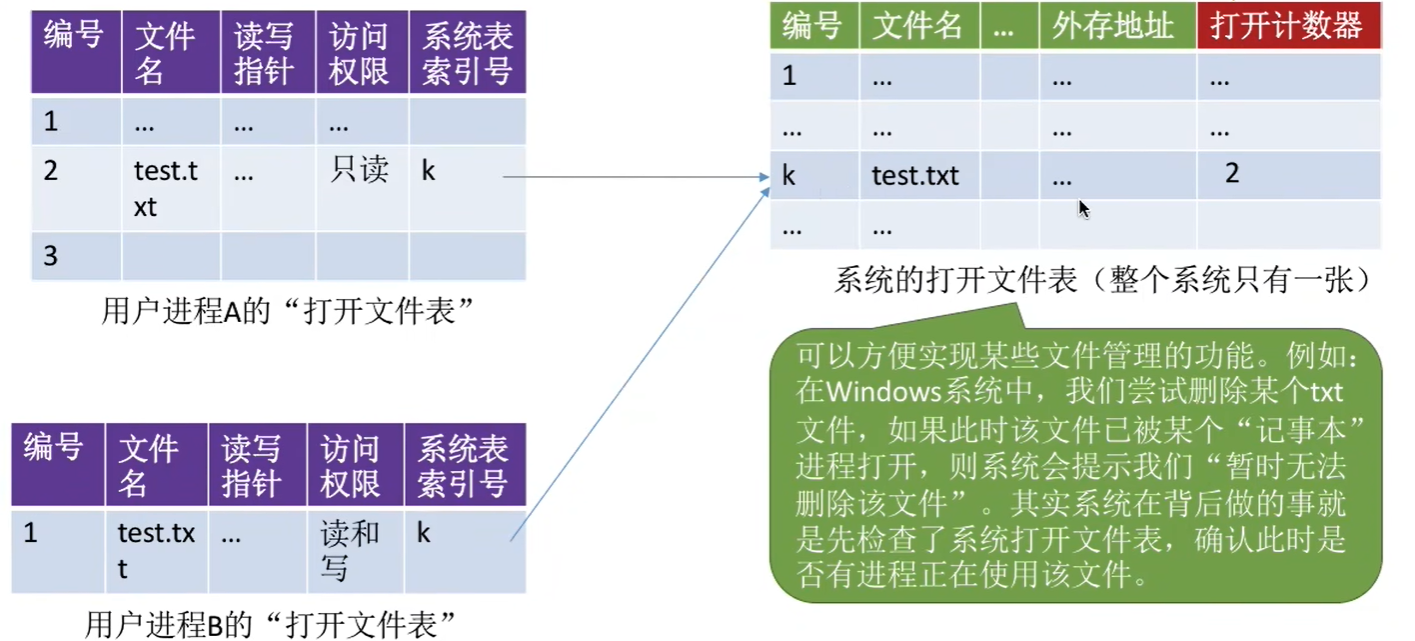 编号 文件名 读写指针 访问权限 系统表索引号
1 ... ... ...
2 test.txt ... 只读 k
3
用户进程A的“打开文件表”
编号 文件名 ... 外存地址 打开计数器
1 ... ... ...
... ... ... ...
k test.txt ... 2
... ...
系统的打开文件表（整个系统只有一张）
可以方便实现某些文件管理的功能。例如：
在Windows系统中，我们尝试删除某个txt
文件，如果此时该文件已被某个“记事本”
进程打开，则系统会提示我们“暂时无法
删除该文件”。其实系统在背后做的事就
是先检查了系统打开文件表，确认此时是
否有进程正在使用该文件。
编号 文件名 读写指针 访问权限 系统表索引号
1 test.txt ... 读和写 k
用户进程B的“打开文件表”